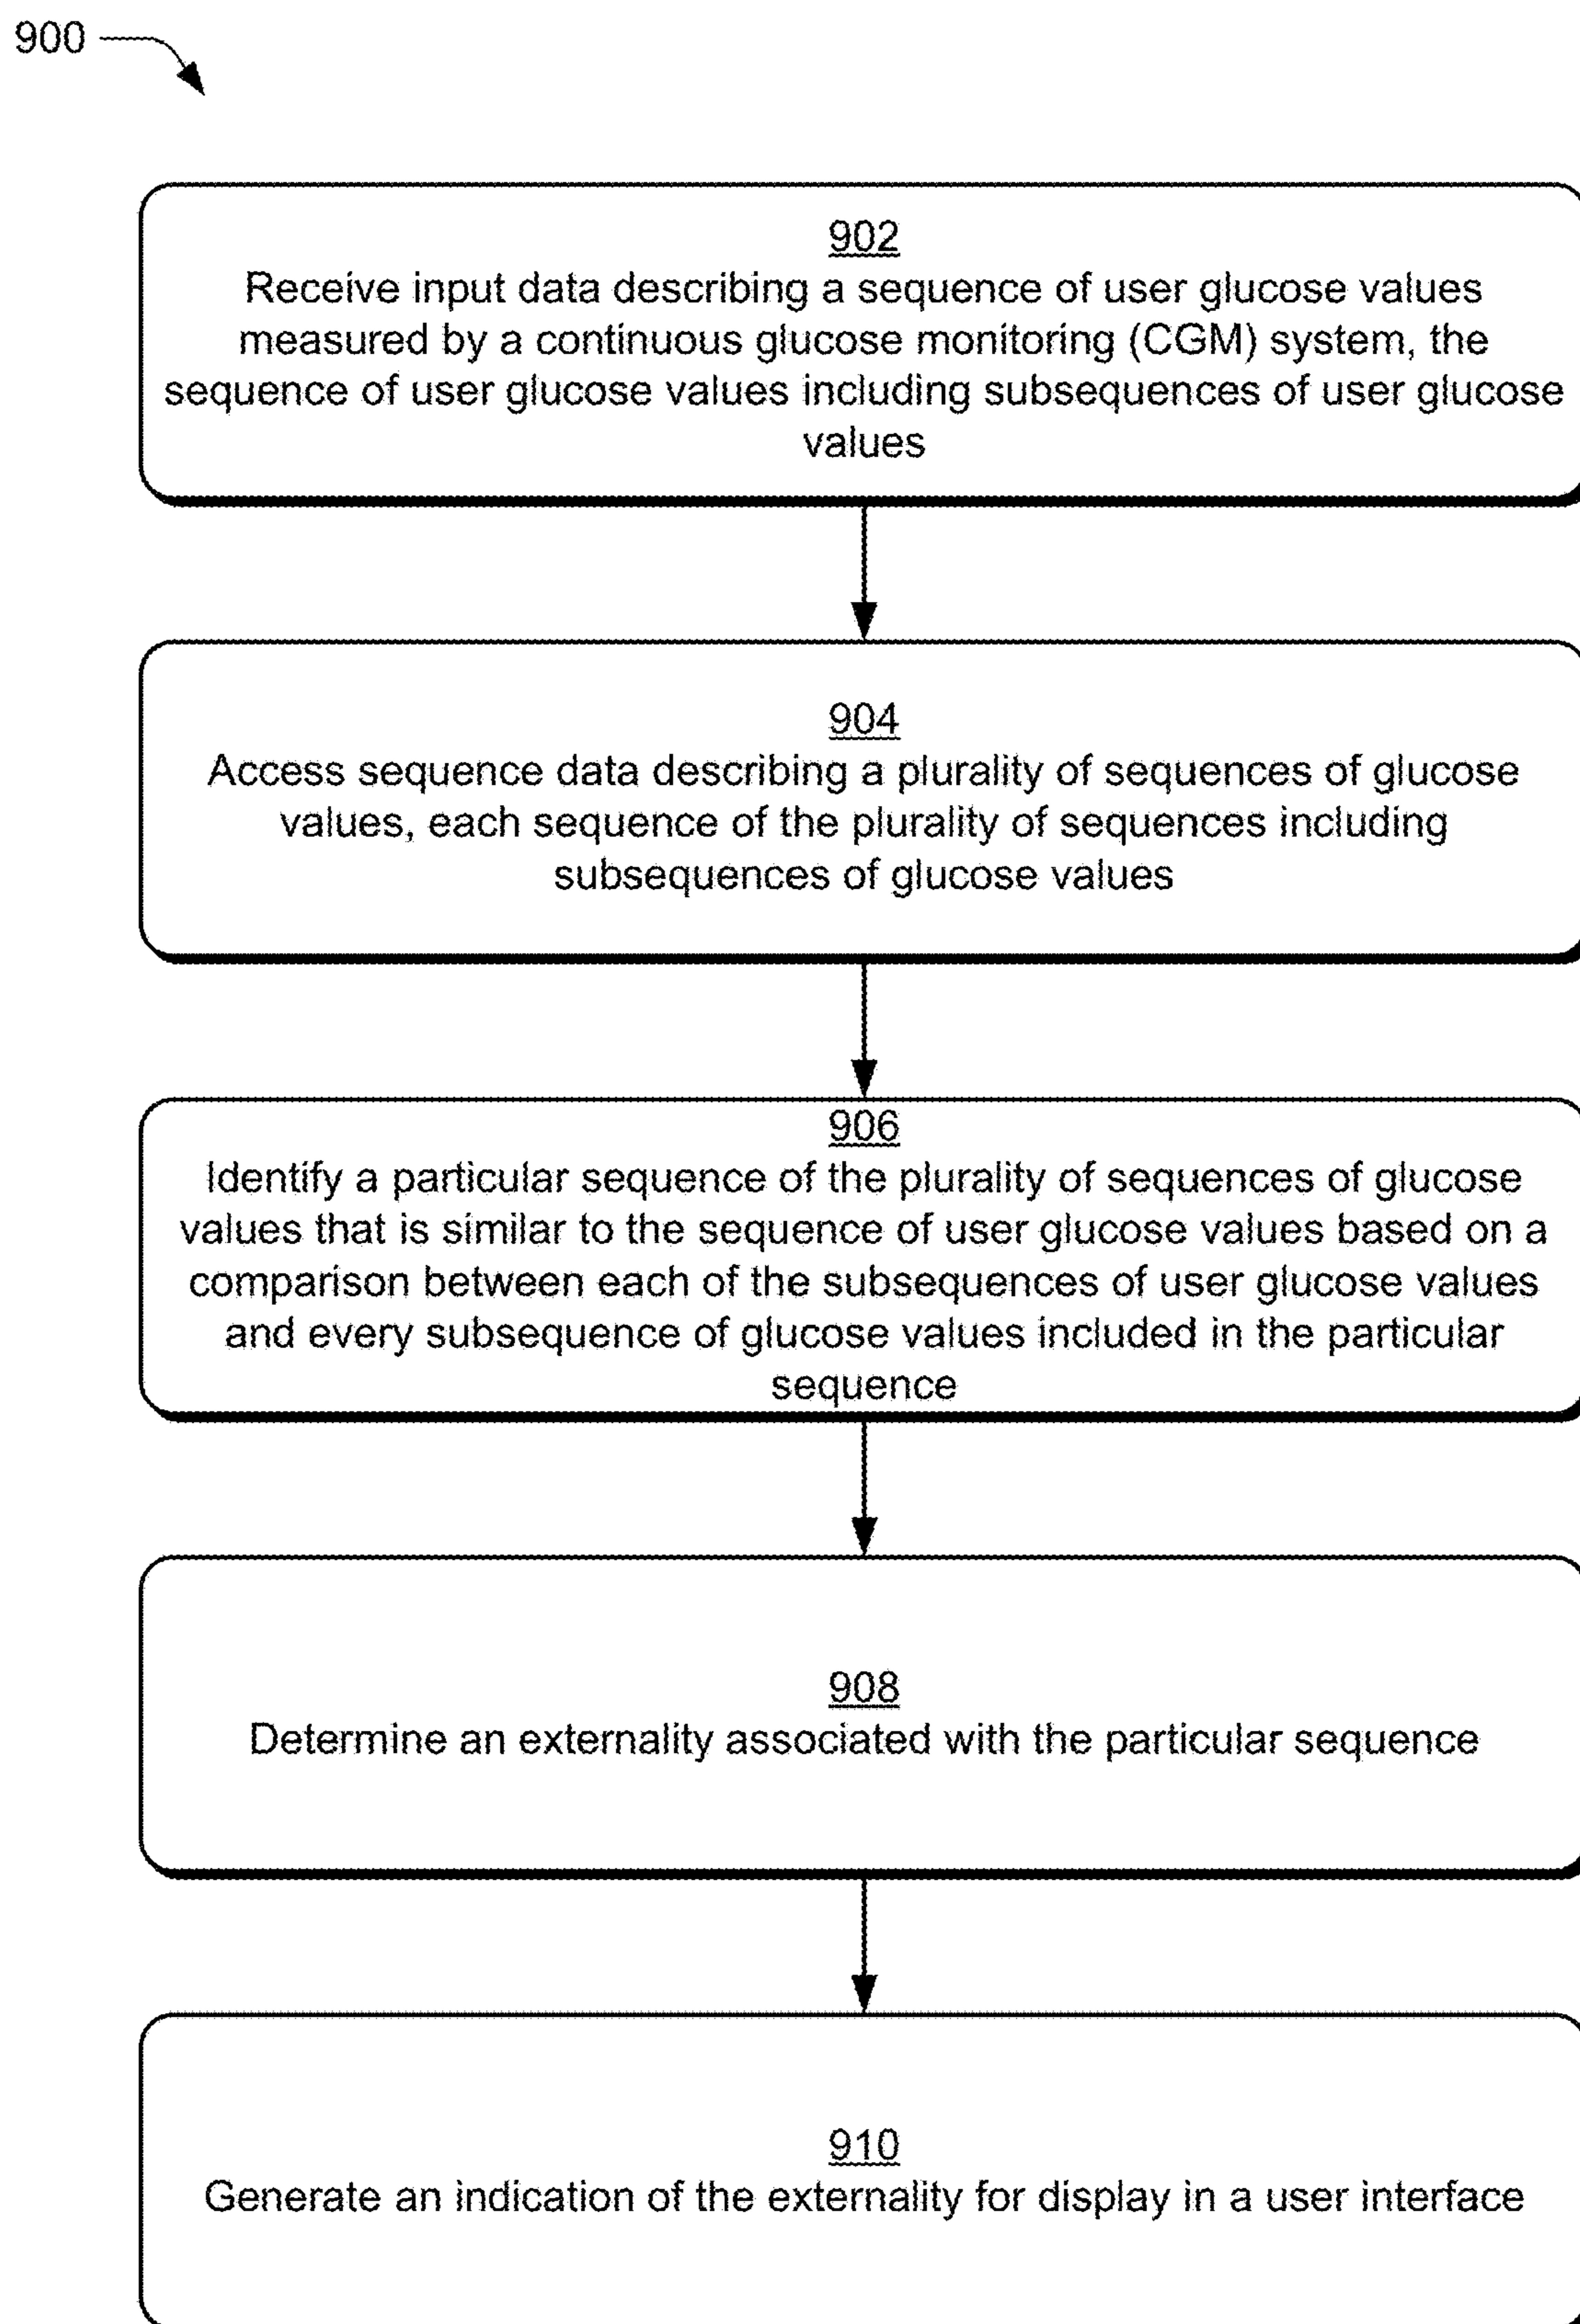 900
902
Receive input data describing a sequence of user glucose values
measured by a continuous glucose monitoring (CGM) system, the
sequence of user glucose values including subsequences of user glucose
values
904
Access sequence data describing a plurality of sequences of glucose
values, each sequence of the plurality of sequences including
subsequences of glucose values
906
Identify a particular sequence of the plurality of sequences of glucose
values that is similar to the sequence of user glucose values based on a
comparison between each of the subsequences of user glucose values
and every subsequence of glucose values included in the particular
sequence
908
Determine an externality associated with the particular sequence
910
Generate an indication of the externality for display in a user interface